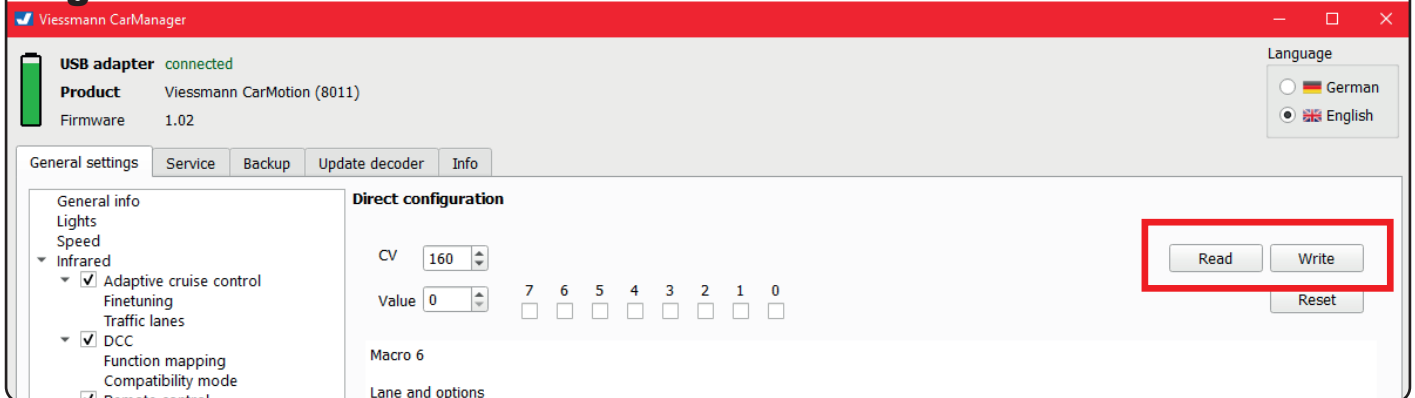 Viessmann CarManager
USB adapter connected
Product Viessmann CarMotion (8011)
Firmware 1.02
Language
German
English
General settings Service Backup Update decoder Info
General info
Lights
Speed
Infrared
Adaptive cruise control
Finetuning
Traffic lanes
DCC
Function mapping
Compatibility mode
Remote control
Direct configuration
CV 160
Read Write
Value 0 7 6 5 4 3 2 1 0
Reset
Macro 6
Lane and options